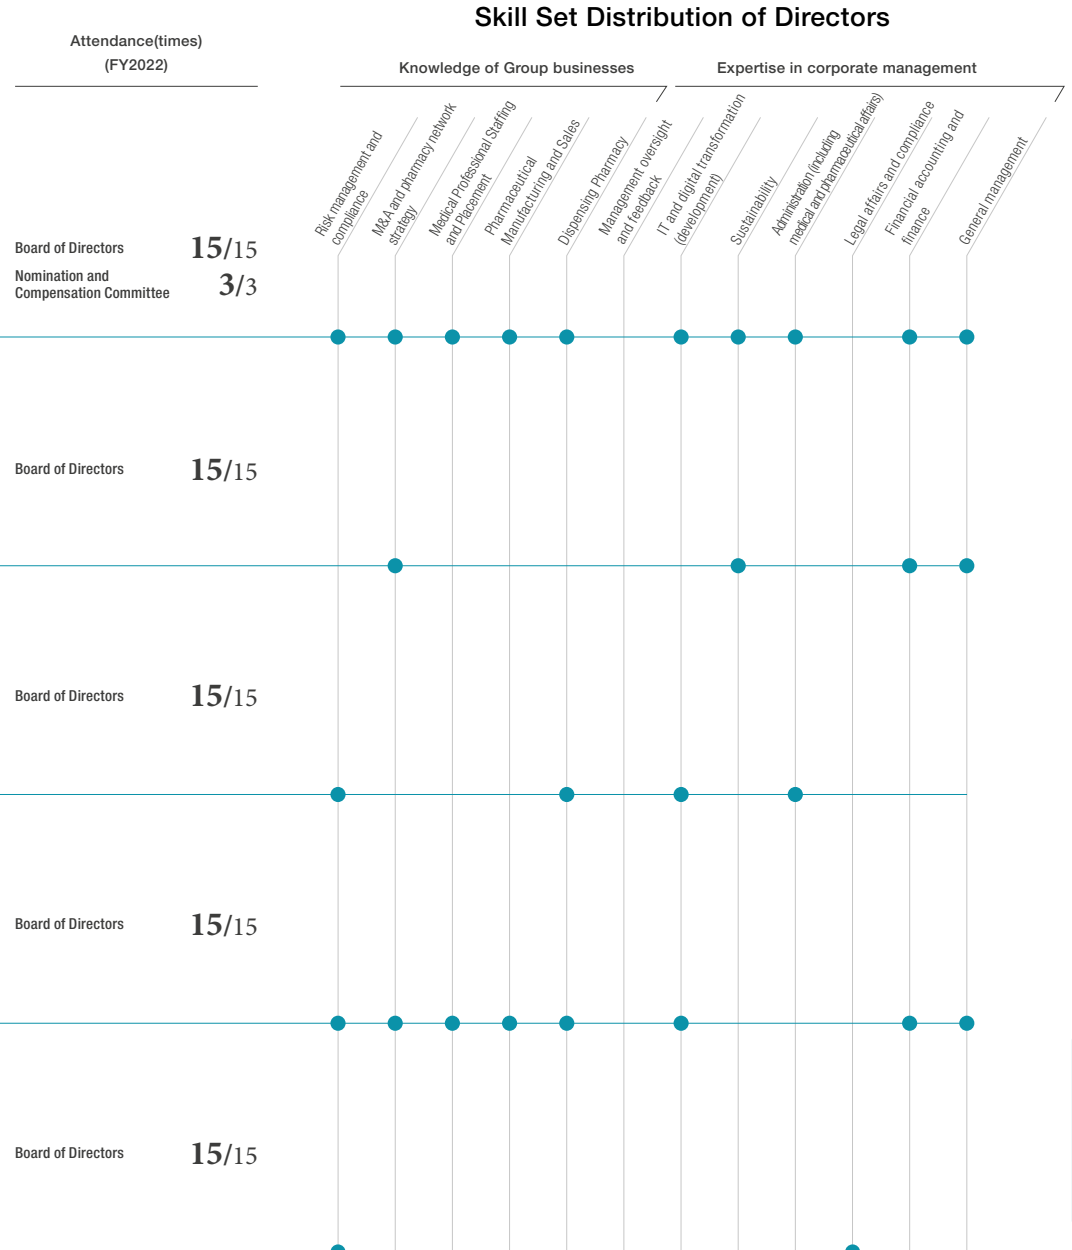 Skill Set Distribution of Directors
Attendance(times)
(FY2022)
Knowledge of Group businesses
Expertise in corporate management
Risk management and
compliance
M&A and pharmacy network
strategy
Medical Professional Staffing
and Placement
Pharmaceutical
Manufacturing and Sales
Dispensing Pharmacy
Management oversight
and feedback
IT and digital transformation
(development)
Sustainability
Administration (including
medical and pharmaceutical affairs)
Legal affairs and compliance
Financial accounting and
finance
General management
Board of Directors 15/15
Nomination and
Compensation Committee 3/3
Board of Directors 15/15
Board of Directors 15/15
Board of Directors 15/15
Board of Directors 15/15